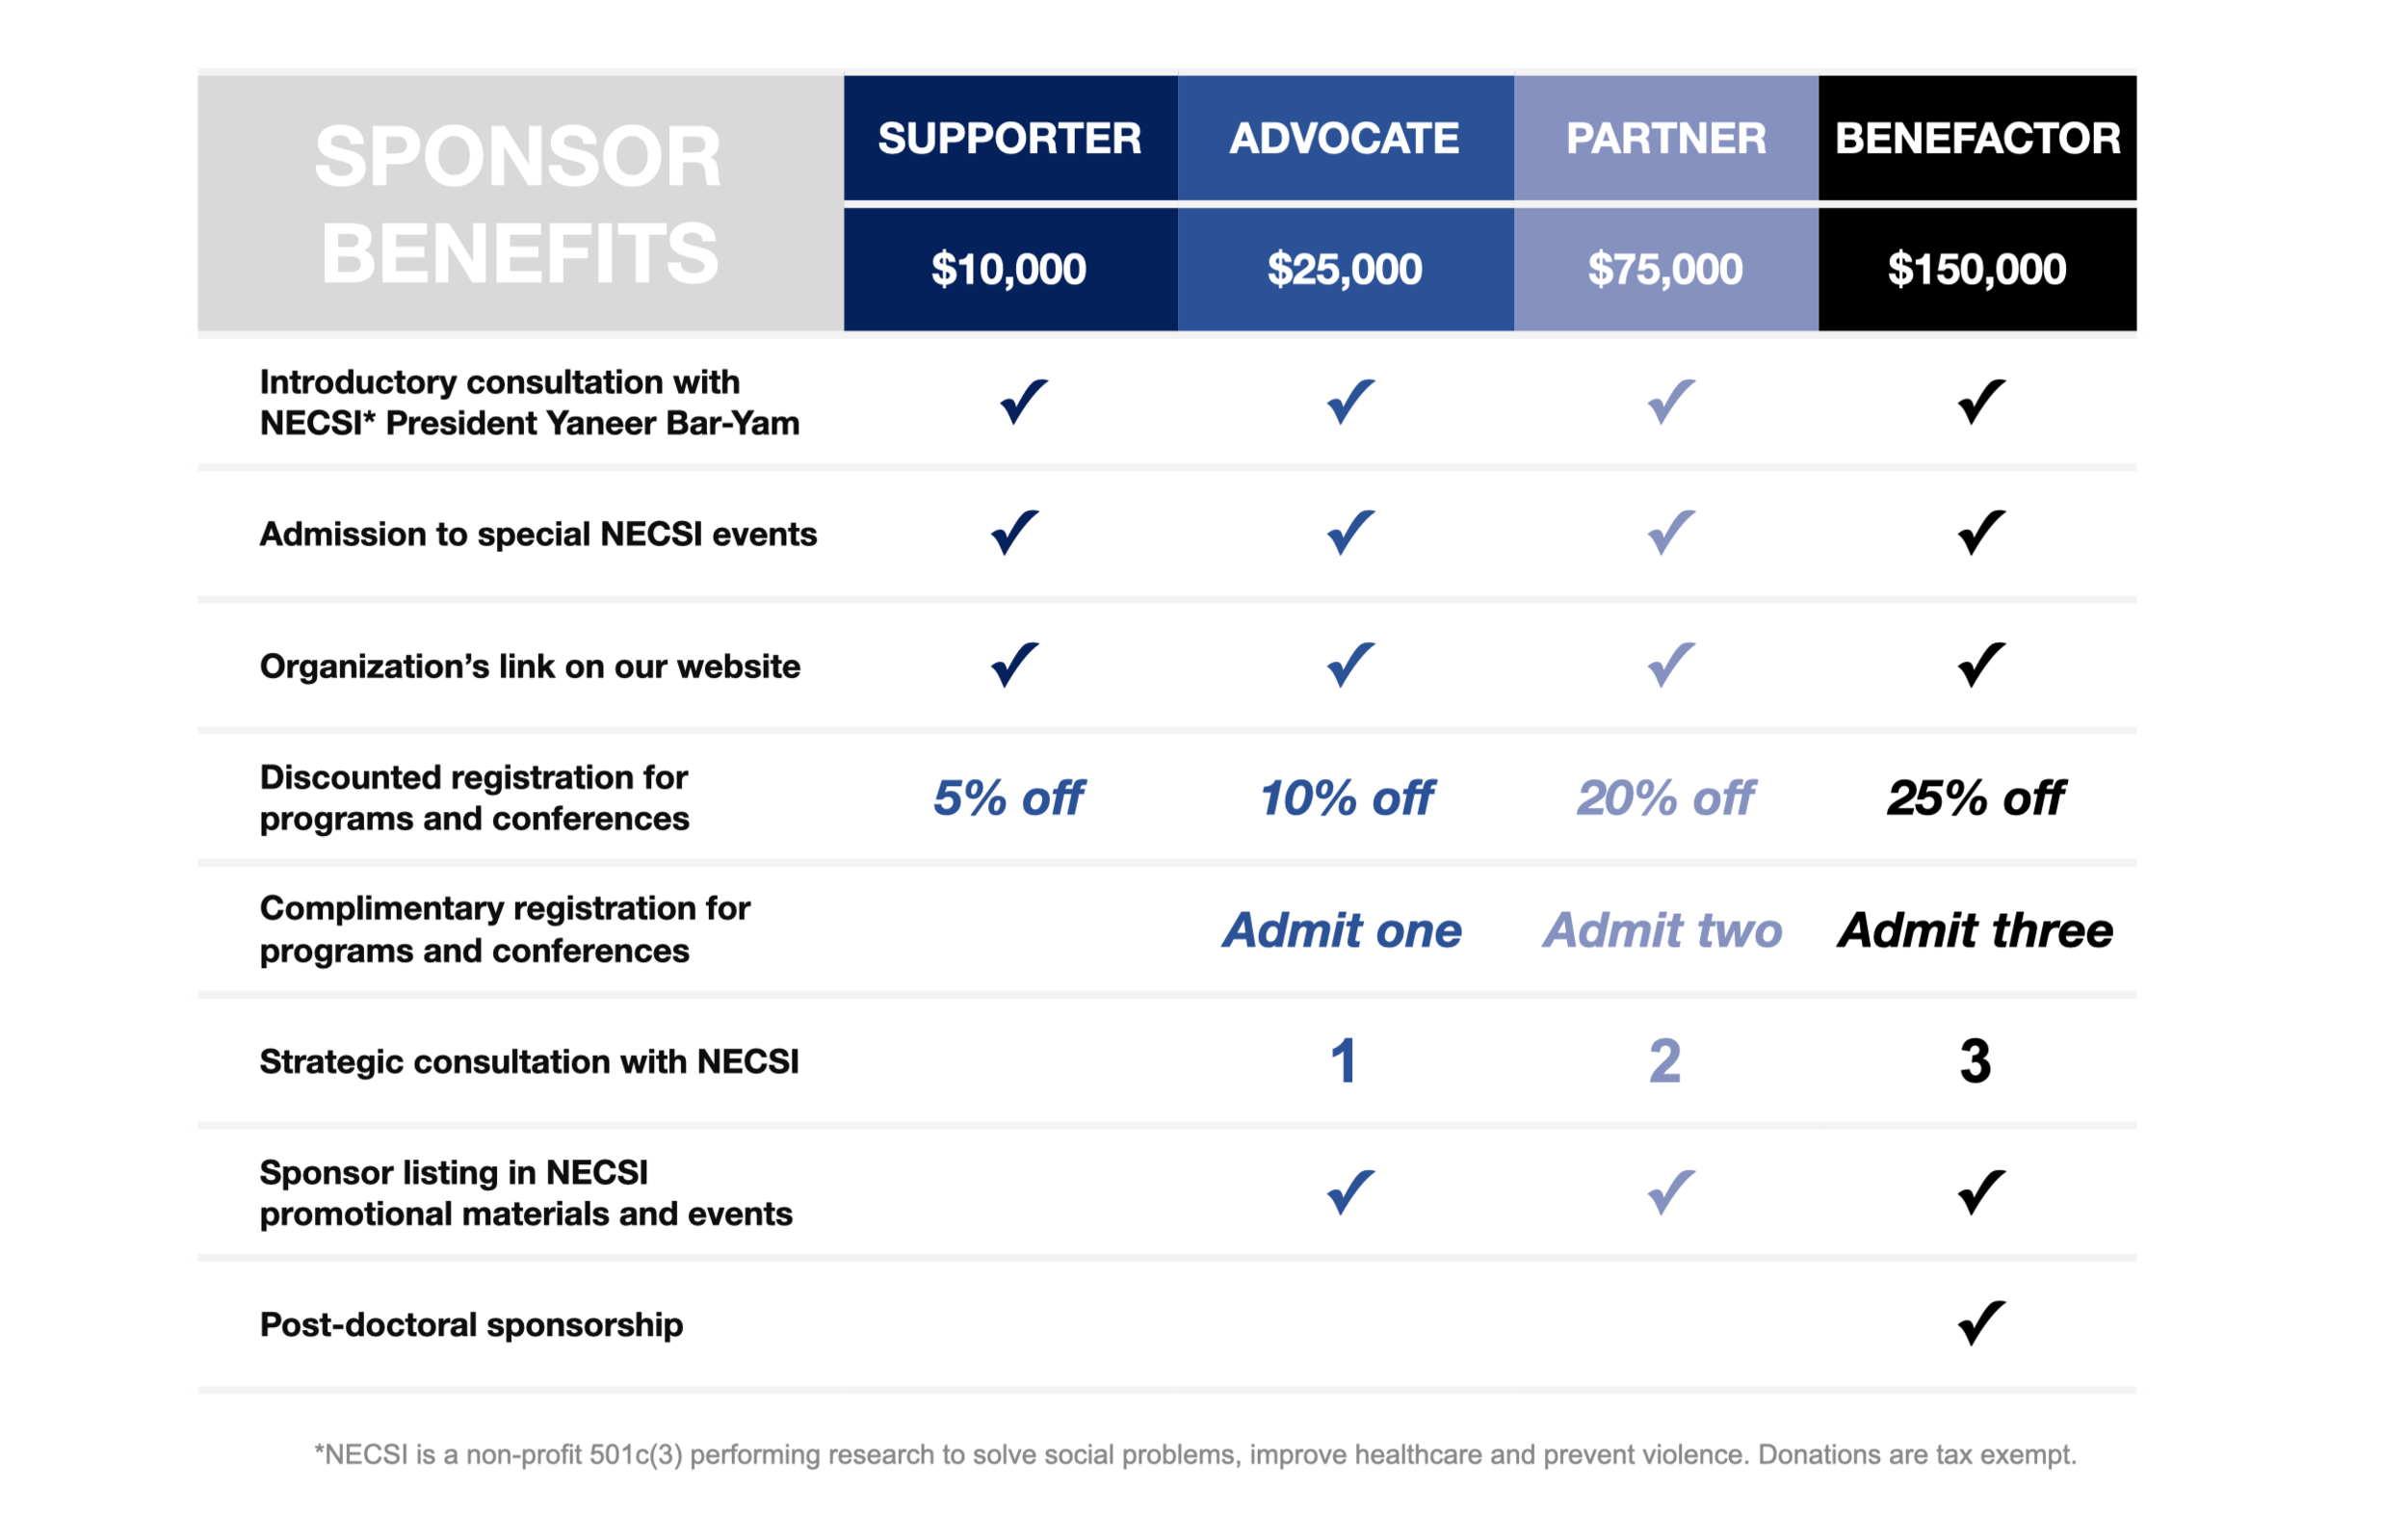 SPONSOR
BENEFITS
SUPPORTER ADVOCATE PARTNER BENEFACTOR
$10,000 $25,000 $75,000 $150,000
Introductory consultation with
NECSI* President Yaneer Bar-Yam ✓ ✓ ✓ ✓
Admission to special NECSI events ✓ ✓ ✓ ✓
Organization’s link on our website ✓ ✓ ✓ ✓
Discounted registration for
programs and conferences 5% off 10% off 20% off 25% off
Complimentary registration for
programs and conferences Admit one Admit two Admit three
Strategic consultation with NECSI 1 2 3
Sponsor listing in NECSI
promotional materials and events ✓ ✓ ✓
Post-doctoral sponsorship ✓
*NECSI is a non-profit 501c(3) performing research to solve social problems, improve healthcare and prevent violence. Donations are tax exempt.